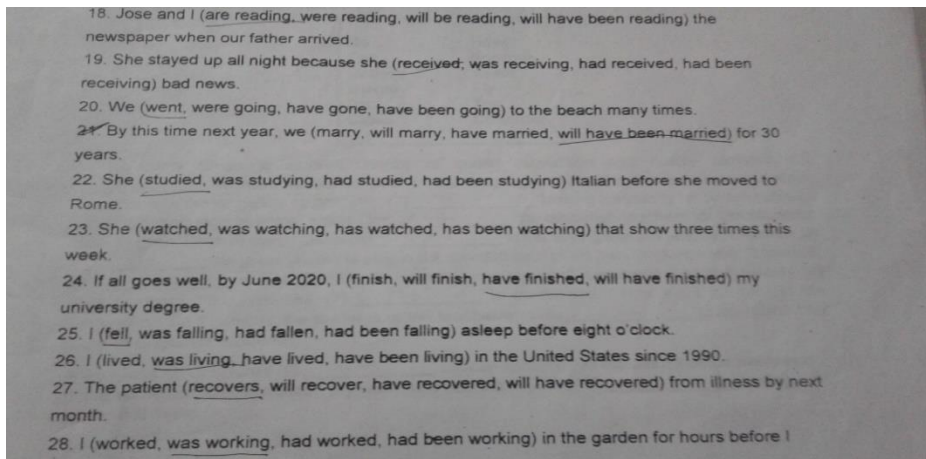 18. Jose and I (are reading, were reading, will be reading, will have been reading) the
newspaper when our father arrived.
19. She stayed up all night because she (received, was receiving, had received, had been
receiving) bad news.
20. We (went, were going, have gone, have been going) to the beach many times.
21. By this time next year, we (marry, will marry, have married, will have been married) for 30
years.
22. She (studied, was studying, had studied, had been studying) Italian before she moved to
Rome.
23. She (watched, was watching, has watched, has been watching) that show three times this
week.
24. If all goes well, by June 2020, I (finish, will finish, have finished, will have finished) my
university degree.
25. I (fell, was falling, had fallen, had been falling) asleep before eight o'clock.
26. I (lived, was living, have lived, have been living) in the United States since 1990.
27. The patient (recovers, will recover, have recovered, will have recovered) from illness by next
month.
28. I (worked, was working, had worked, had been working) in the garden for hours before I